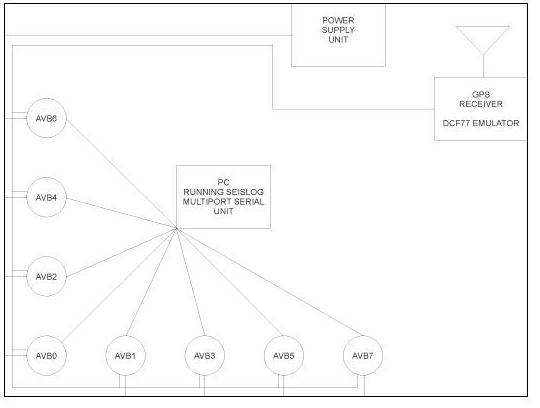 POWER
SUPPLY
UNIT
GPS
RECEIVER
DCF77 EMULATOR
AVB6
PC
RUNNING SEISLOG
MULTIPORT SERIAL
UNIT
AVB4
AVB2
AVB0
AVB1
AVB3
AVB5
AVB7